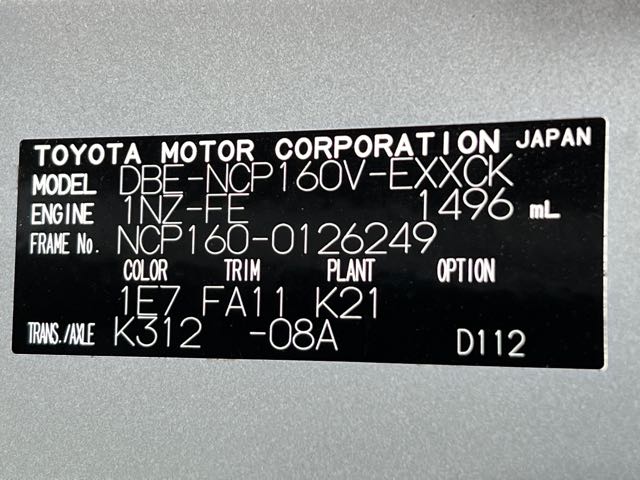 TOYOTA MOTOR CORPORATION JAPAN
MODEL DBE-NCP160V-EXXCK
ENGINE 1NZ-FE 1496 mL
FRAME No. NCP160-0126249
COLOR TRIM PLANT OPTION
1E7 FA11 K21
TRANS./AXLE K312 -08A D112